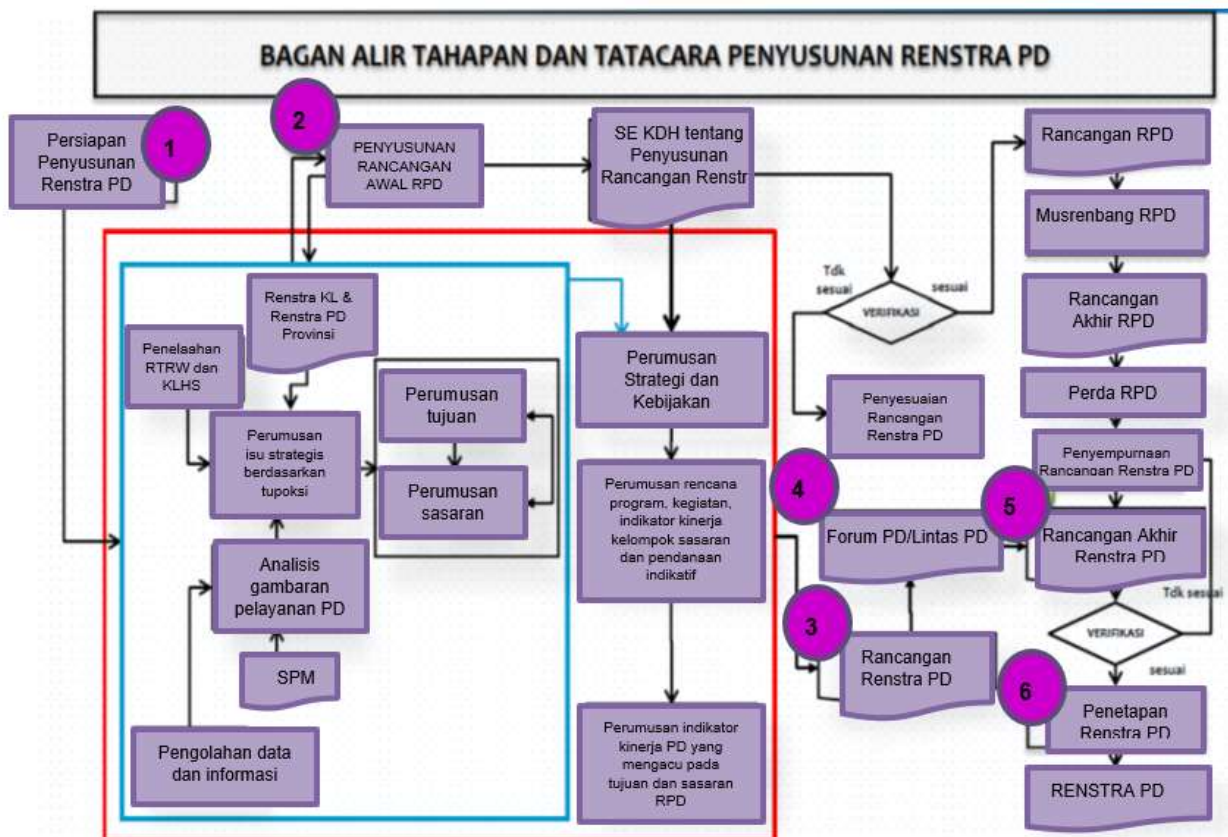 BAGAN ALIR TAHAPAN DAN TATACARA PENYUSUNAN RENSTRA PD
Persiapan
Penyusunan
Renstra PD
1
2
PENYUSUNAN
RANCANGAN
AWAL RPD
SE KDH tentang
Penyusunan
Rancangan Renstr
Rancangan RPD
Musrenbang RPD
Rancangan
Akhir RPD
Perda RPD
Penyempurnaan
Rancangan Renstra PD
Tdk
sesuai
sesuai
VERIFIKASI
Penyesuaian
Rancangan
Renstra PD
Renstra KL &
Renstra PD
Provinsi
Penelaahan
RTRW dan
KLHS
Perumusan
isu strategis
berdasarkan
tupoksi
Perumusan
tujuan
Perumusan
sasaran
Analisis
gambaran
pelayanan PD
SPM
Pengolahan data
dan informasi
Perumusan
Strategi dan
Kebijakan
Perumusan rencana
program, kegiatan,
indikator kinerja
kelompok sasaran
dan pendanaan
indikatif
Perumusan indikator
kinerja PD yang
mengacu pada
tujuan dan sasaran
RPD
3
Rancangan
Renstra PD
4
Forum PD/Lintas PD
5
Rancangan Akhir
Renstra PD
Tdk sesuai
VERIFIKASI
sesuai
6
Penetapan
Renstra PD
RENSTRA PD